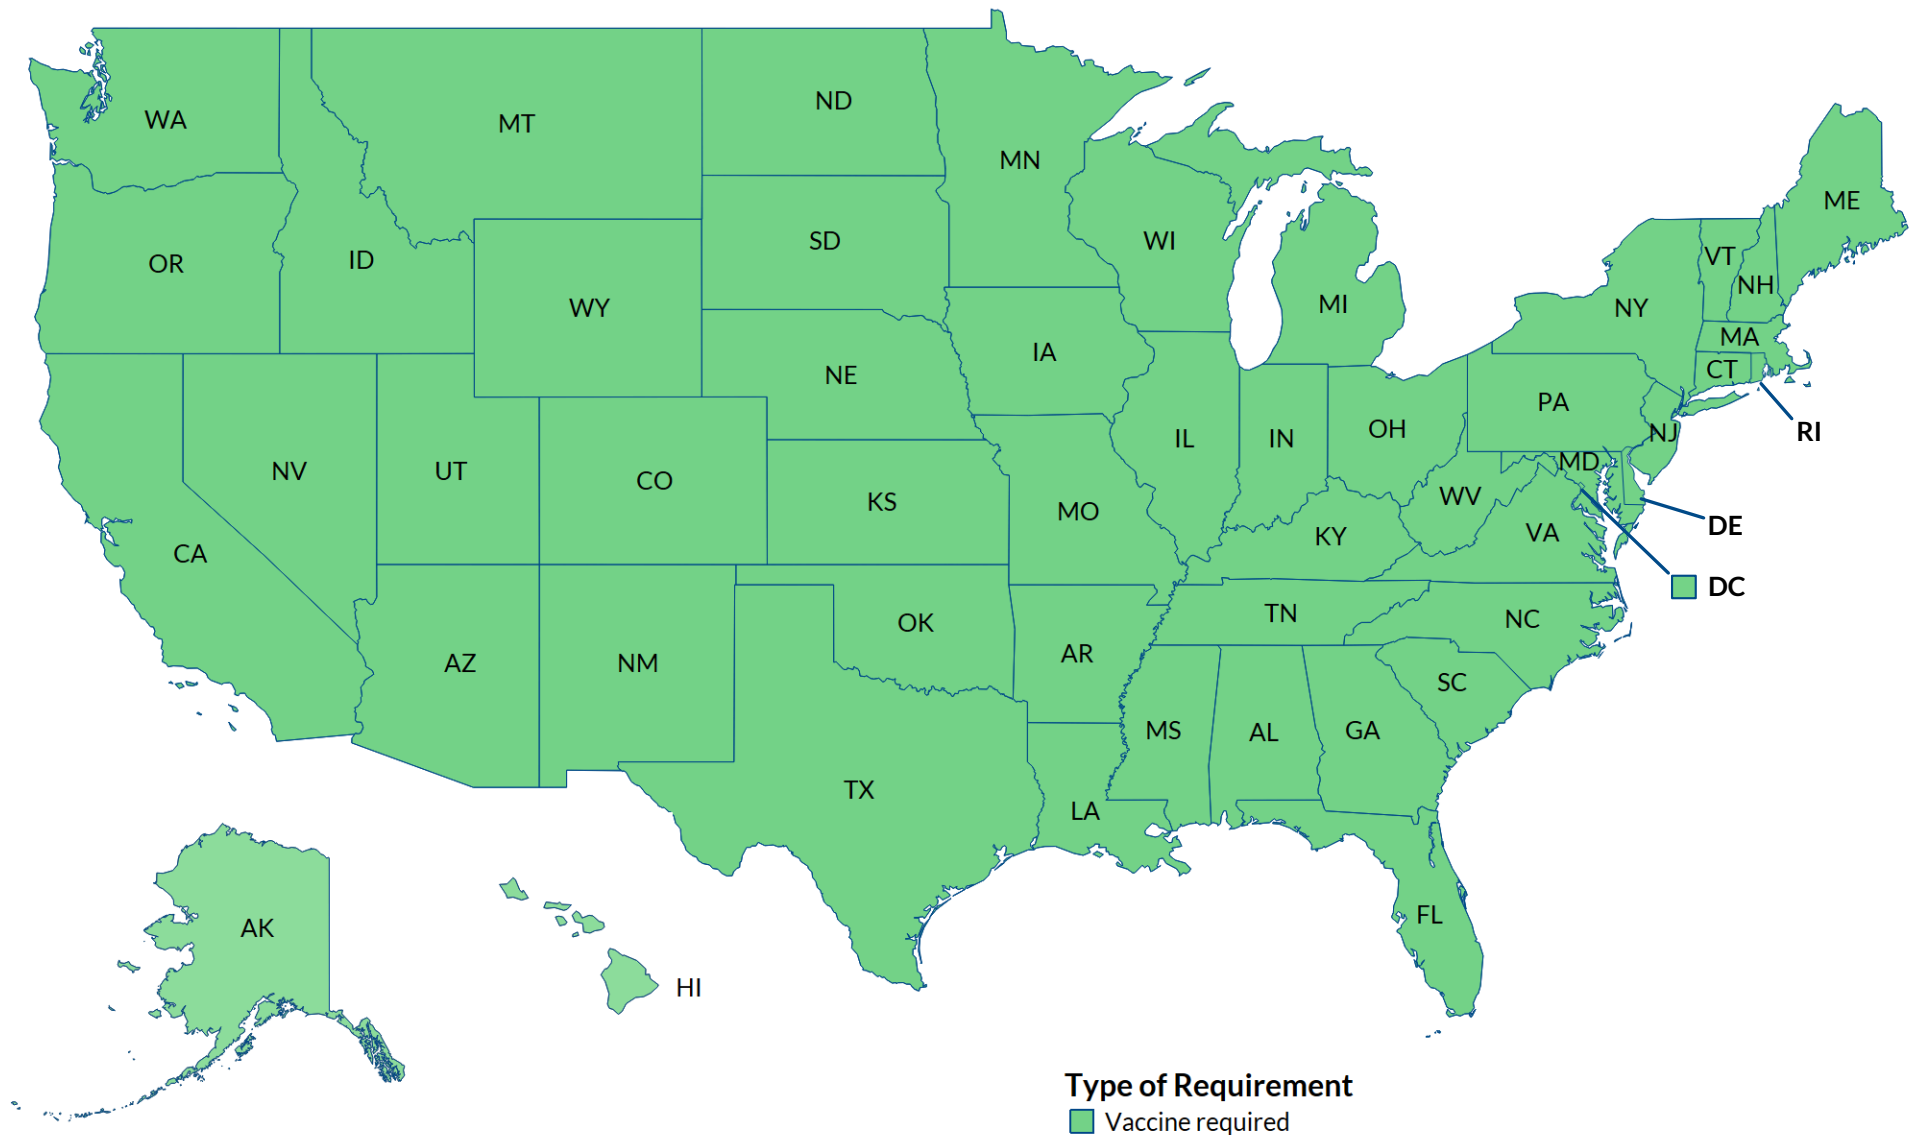 WA
MT
ND
MN
ME
OR
ID
SD
WI
VT
NH
WY
MI
NY
MA
IA
CT
NE
PA
RI
NJ
OH
IL
IN
MD
NV
UT
CO
WV
KS
MO
DE
VA
KY
CA
DC
TN
NC
OK
AR
AZ
NM
SC
MS
AL
GA
TX
LA
FL
AK
HI
Type of Requirement
Vaccine required